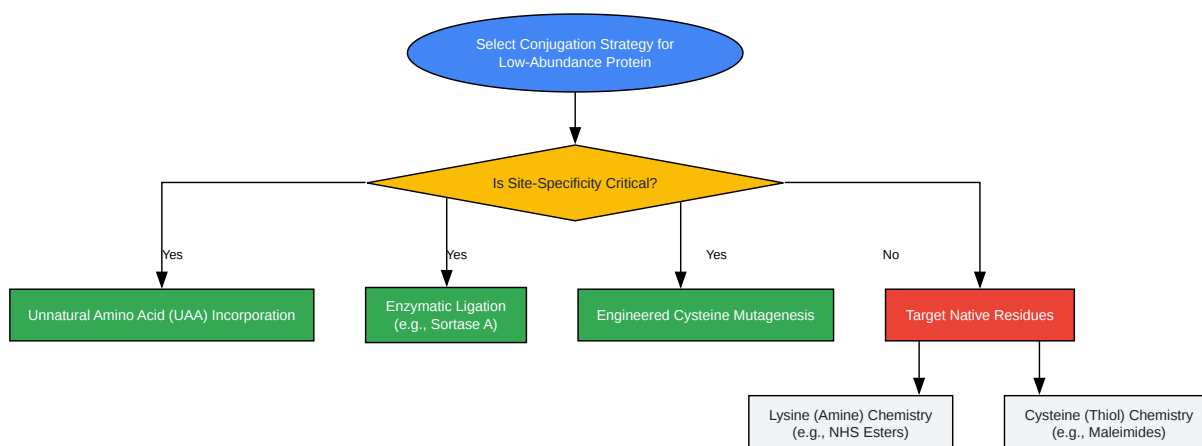 Select Conjugation Strategy for
Low-Abundance Protein
Is Site-Specificity Critical?
Yes
Yes
Yes
No
Unnatural Amino Acid (UAA) Incorporation
Enzymatic Ligation
(e.g., Sortase A)
Engineered Cysteine Mutagenesis
Target Native Residues
Lysine (Amine) Chemistry
(e.g., NHS Esters)
Cysteine (Thiol) Chemistry
(e.g., Maleimides)